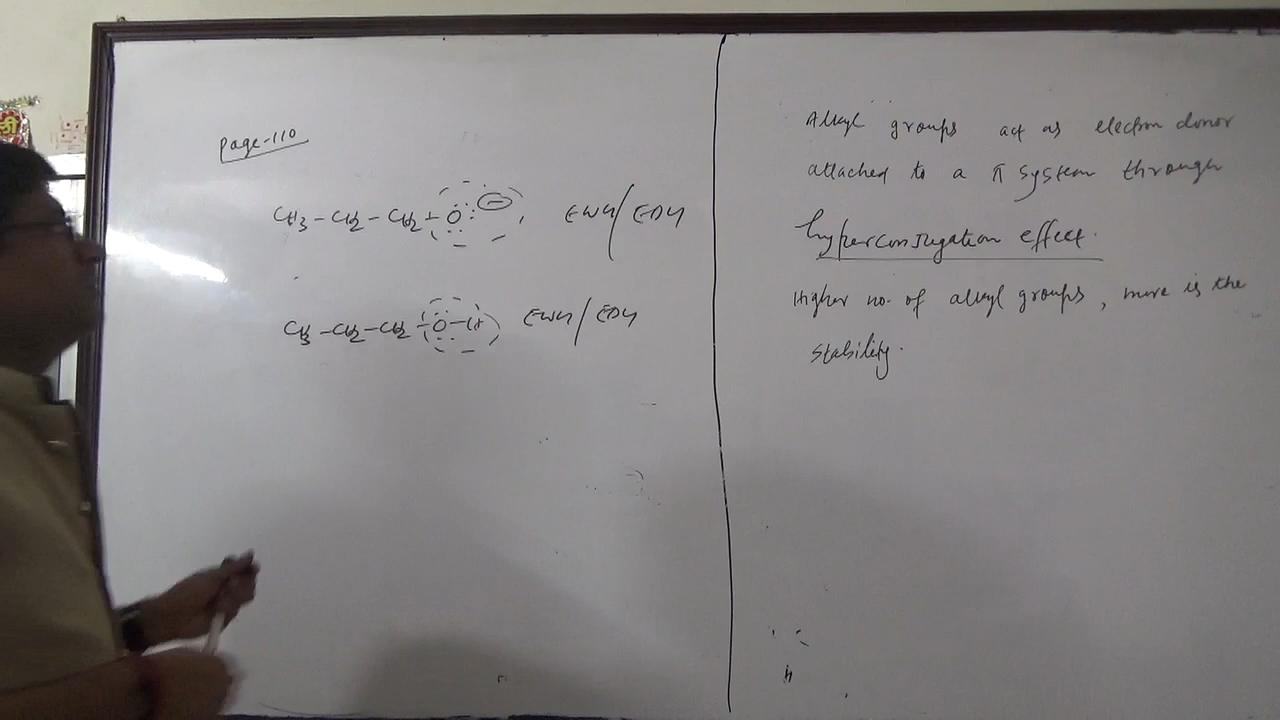 page-110
CH3 - CH2 - CH2 + O: ⊖, EWG/EDG
CH3 - CH2 - CH2 - O - H EWG/EDG
Alkyl groups act as electron donor
attached to a π system through
hyperconjugation effect.
Higher no. of alkyl groups, more is the
stability.